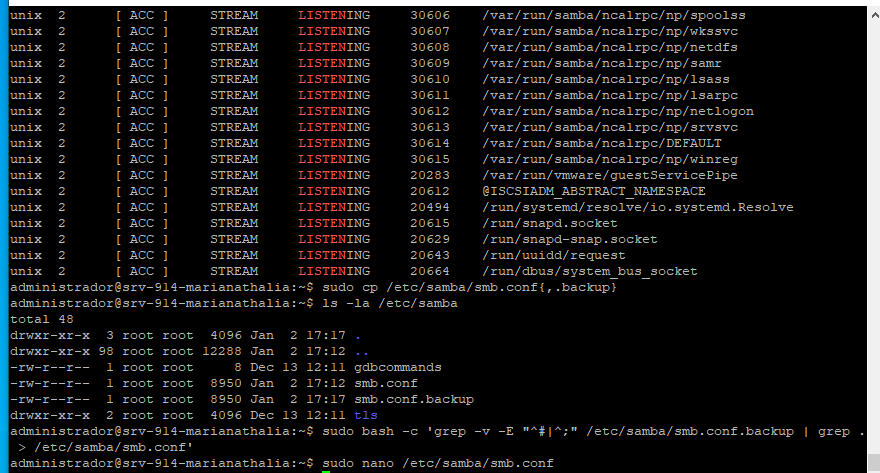 unix  2      [ ACC ]     STREAM     LISTENING     30606    /var/run/samba/ncalrpc/np/spoolss
unix  2      [ ACC ]     STREAM     LISTENING     30607    /var/run/samba/ncalrpc/np/wkssvc
unix  2      [ ACC ]     STREAM     LISTENING     30608    /var/run/samba/ncalrpc/np/netdfs
unix  2      [ ACC ]     STREAM     LISTENING     30609    /var/run/samba/ncalrpc/np/samr
unix  2      [ ACC ]     STREAM     LISTENING     30610    /var/run/samba/ncalrpc/np/lsass
unix  2      [ ACC ]     STREAM     LISTENING     30611    /var/run/samba/ncalrpc/np/lsarpc
unix  2      [ ACC ]     STREAM     LISTENING     30612    /var/run/samba/ncalrpc/np/netlogon
unix  2      [ ACC ]     STREAM     LISTENING     30613    /var/run/samba/ncalrpc/np/srvsvc
unix  2      [ ACC ]     STREAM     LISTENING     30614    /var/run/samba/ncalrpc/DEFAULT
unix  2      [ ACC ]     STREAM     LISTENING     30615    /var/run/samba/ncalrpc/np/winreg
unix  2      [ ACC ]     STREAM     LISTENING     20283    /var/run/vmware/guestServicePipe
unix  2      [ ACC ]     STREAM     LISTENING     20612    @ISCSIADM_ABSTRACT_NAMESPACE
unix  2      [ ACC ]     STREAM     LISTENING     20494    /run/systemd/resolve/io.systemd.Resolve
unix  2      [ ACC ]     STREAM     LISTENING     20615    /run/snapd.socket
unix  2      [ ACC ]     STREAM     LISTENING     20629    /run/snapd-snap.socket
unix  2      [ ACC ]     STREAM     LISTENING     20643    /run/uuidd/request
unix  2      [ ACC ]     STREAM     LISTENING     20664    /run/dbus/system_bus_socket
administrador@srv-914-marianathalia:~$ sudo cp /etc/samba/smb.conf{,.backup}
administrador@srv-914-marianathalia:~$ ls -la /etc/samba
total 48
drwxr-xr-x  3 root root  4096 Jan  2 17:17 .
drwxr-xr-x 98 root root 12288 Jan  2 17:12 ..
-rw-r--r--  1 root root     8 Dec 13 12:11 gdbcommands
-rw-r--r--  1 root root  8950 Jan  2 17:12 smb.conf
-rw-r--r--  1 root root  8950 Jan  2 17:17 smb.conf.backup
drwxr-xr-x  2 root root  4096 Dec 13 12:11 tls
administrador@srv-914-marianathalia:~$ sudo bash -c 'grep -v -E "^#|^;" /etc/samba/smb.conf.backup | grep .
 > /etc/samba/smb.conf'
administrador@srv-914-marianathalia:~$ sudo nano /etc/samba/smb.conf